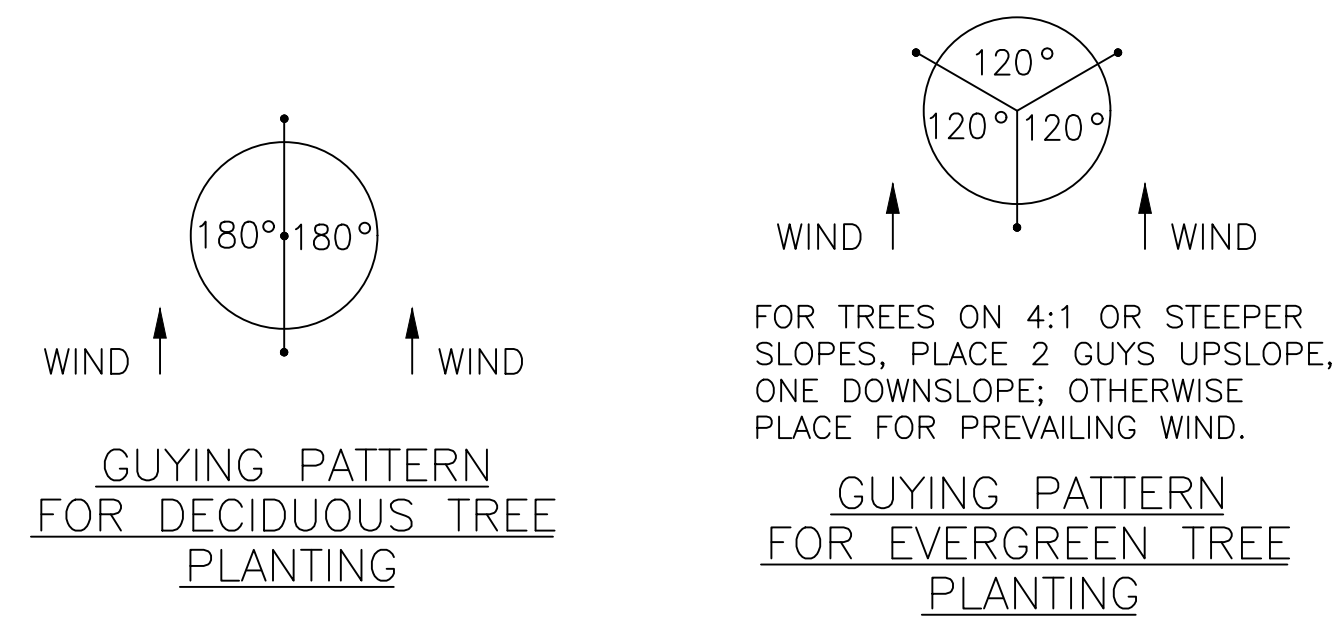 180° 180°
WIND WIND
GUYING PATTERN
FOR DECIDUOUS TREE
PLANTING
120°
120° 120°
WIND WIND
FOR TREES ON 4:1 OR STEEPER
SLOPES, PLACE 2 GUYS UPSLOPE,
ONE DOWNSLOPE; OTHERWISE
PLACE FOR PREVAILING WIND.
GUYING PATTERN
FOR EVERGREEN TREE
PLANTING